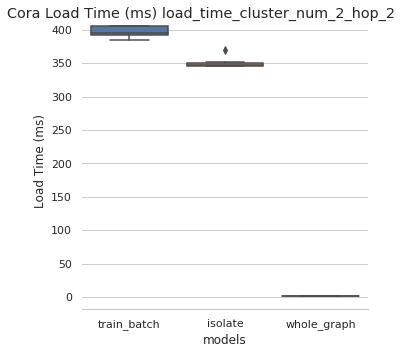 Cora Load Time (ms) load_time_cluster_num_2_hop_2
400
350
300
250
200
150
100
50
0
Load Time (ms)
train_batch
isolate
whole_graph
models